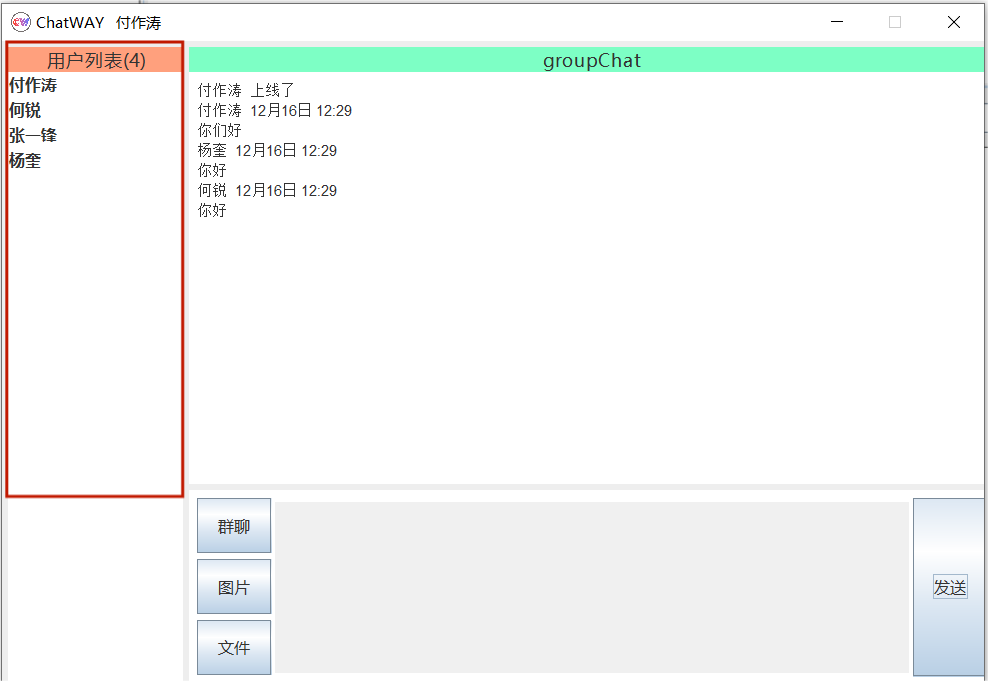 CW ChatWAY 付作涛
用户列表(4)
付作涛
何锐
张一锋
杨奎
groupChat
付作涛 上线了
付作涛 12月16日 12:29
你们好
杨奎 12月16日 12:29
你好
何锐 12月16日 12:29
你好
群聊
图片
文件
发送